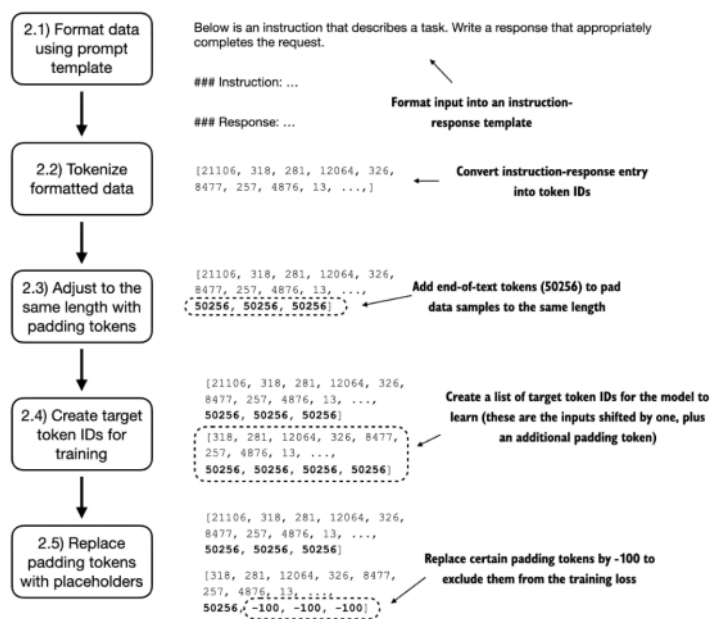 2.1) Format data
using prompt
template
Below is an instruction that describes a task. Write a response that appropriately
completes the request.
### Instruction: ...
### Response: ...
Format input into an instruction-
response template
2.2) Tokenize
formatted data
[21106, 318, 281, 12064, 326,
8477, 257, 4876, 13, ...,]
Convert instruction-response entry
into token IDs
2.3) Adjust to the
same length with
padding tokens
[21106, 318, 281, 12064, 326,
8477, 257, 4876, 13, ...,
50256, 50256, 50256]
Add end-of-text tokens (50256) to pad
data samples to the same length
2.4) Create target
token IDs for
training
[21106, 318, 281, 12064, 326,
8477, 257, 4876, 13, ...,
50256, 50256, 50256]
[318, 281, 12064, 326, 8477,
257, 4876, 13, ...,
50256, 50256, 50256, 50256]
Create a list of target token IDs for the model to
learn (these are the inputs shifted by one, plus
an additional padding token)
2.5) Replace
padding tokens
with placeholders
[21106, 318, 281, 12064, 326,
8477, 257, 4876, 13, ...,
50256, 50256, 50256]
[318, 281, 12064, 326, 8477,
257, 4876, 13, ...,
50256, -100, -100, -100]
Replace certain padding tokens by -100 to
exclude them from the training loss